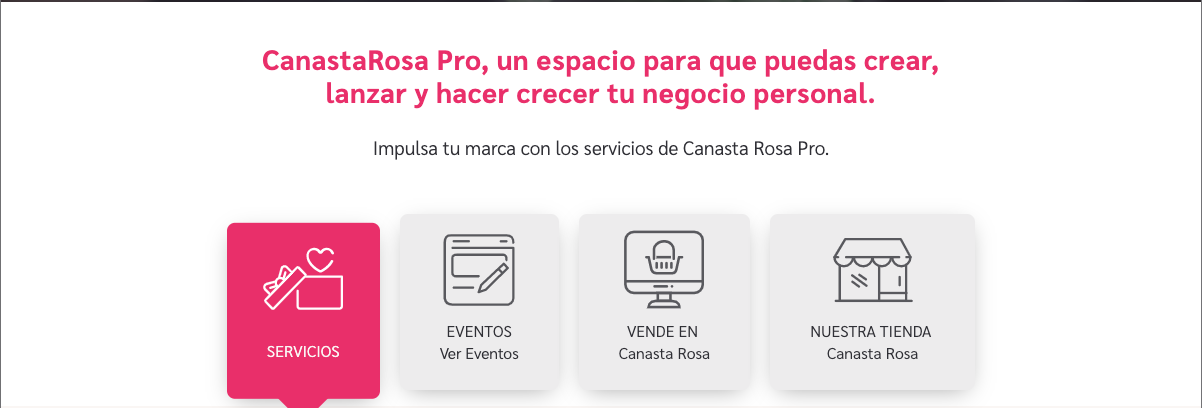 CanastaRosa Pro, un espacio para que puedas crear,
lanzar y hacer crecer tu negocio personal.
Impulsa tu marca con los servicios de Canasta Rosa Pro.
SERVICIOS
EVENTOS
Ver Eventos
VENDE EN
Canasta Rosa
NUESTRA TIENDA
Canasta Rosa